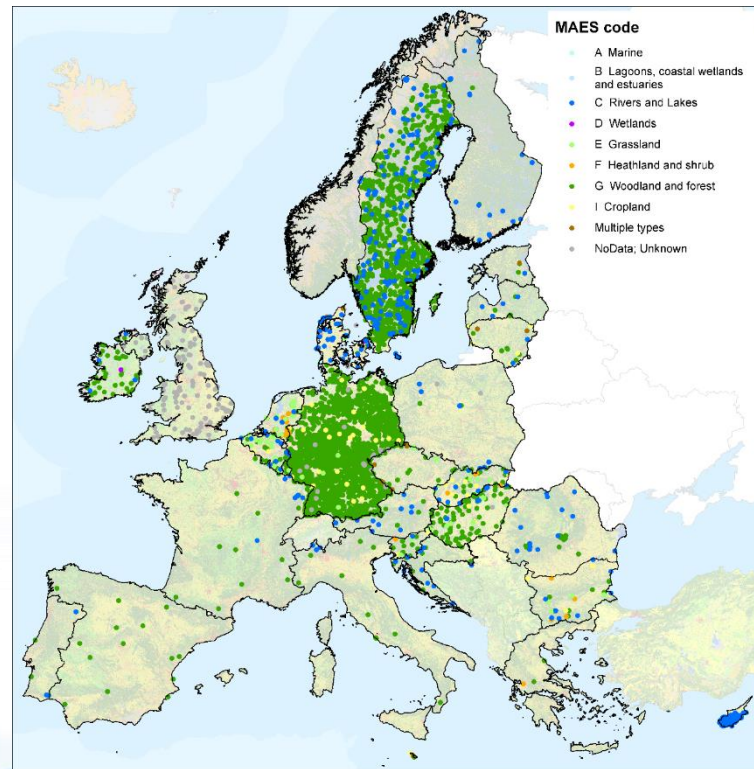 MAES code
A Marine
B Lagoons, coastal wetlands
and estuaries
C Rivers and Lakes
D Wetlands
E Grassland
F Heathland and shrub
G Woodland and forest
I Cropland
Multiple types
NoData; Unknown